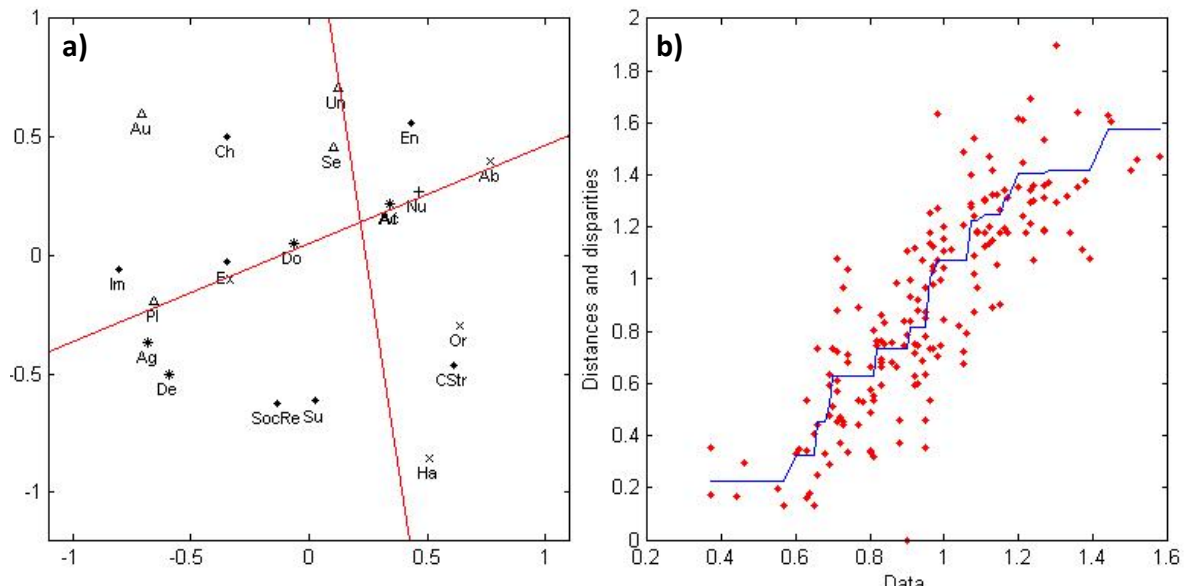 a)
Un
Au
Ch
En
Se
Ab
Nu
Do
Ex
Im
Pl
Ag
De
Or
CStr
SocRe
Su
Ha
1
0.5
0
-0.5
-1
-1
-0.5
0
0.5
1
b)
Distances and disparities
2
1.8
1.6
1.4
1.2
1
0.8
0.6
0.4
0.2
0
0.2
0.4
0.6
0.8
1
1.2
1.4
1.6
Data